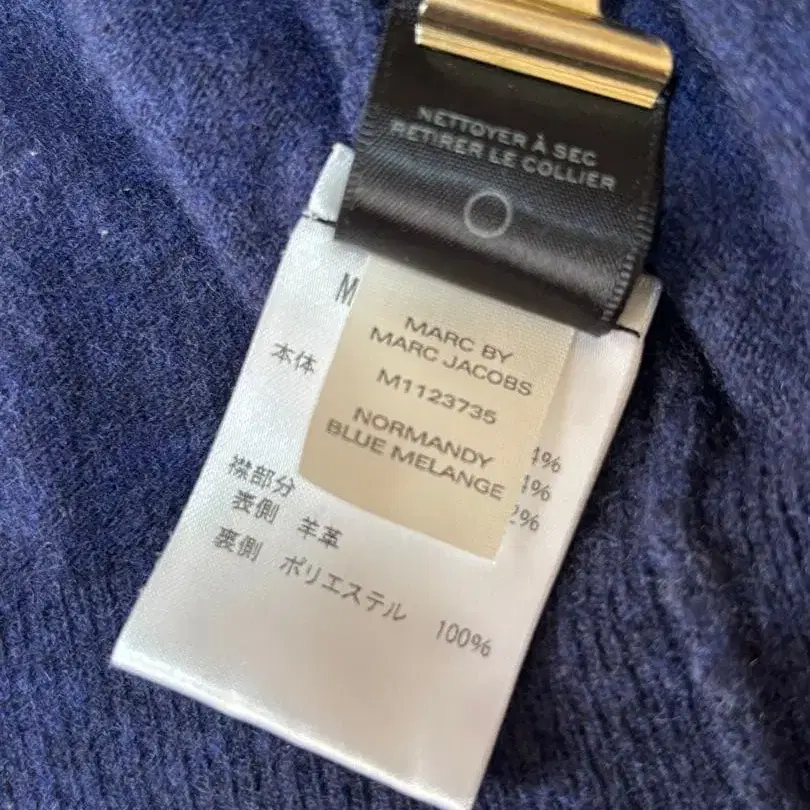 NETTOYER À SEC
RETIRER LE COLLIER
M
MARC BY
MARC JACOBS
M1123735
NORMANDY
BLUE MELANGE
本体
4%
4%
2%
襟部分
表側 羊革
裏側 ポリエステル 100%